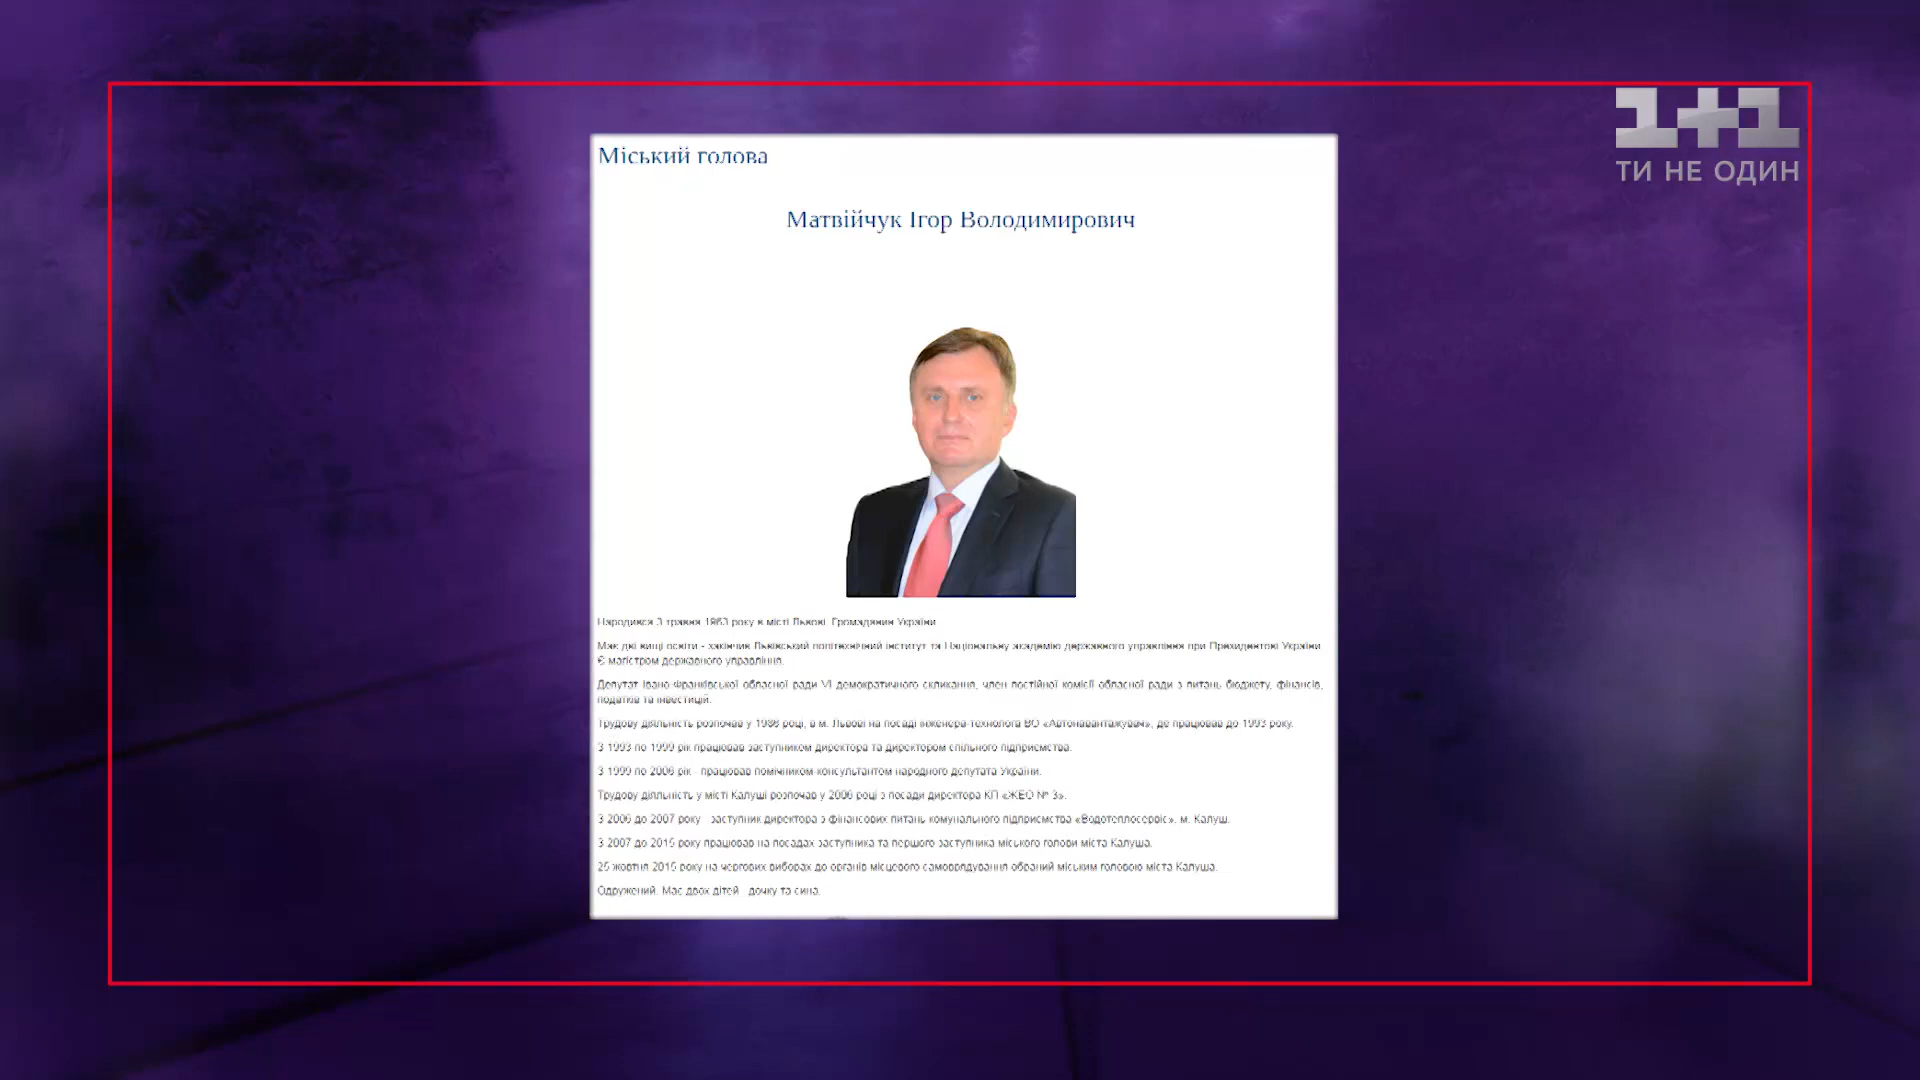 1+1
ТИ НЕ ОДИН
Міський голова
Матвійчук Ігор Володимирович
Народився 3 травня 1963 року в місті Львові. Громадянин України
Має дві вищі освіти - закінчив Львівський політехнічний інститут та Національну академію державного управління при Президентові України
Є магістром державного управління.
Депутат Івано-Франківської обласної ради VI демократичного скликання, член постійної комісії обласної ради з питань бюджету, фінансів,
податків та інвестицій.
Трудову діяльність розпочав у 1986 році, в м. Львові на посаді інженера-технолога ВО «Автонавантажувач», де працював до 1993 року.
З 1993 по 1999 рік працював заступником директора та директором спільного підприємства.
З 1999 по 2006 рік - працював помічником-консультантом народного депутата України.
Трудову діяльність у місті Калуші розпочав у 2006 році з посади директора КП «ЖЕО № 3».
З 2006 до 2007 року - заступник директора з фінансових питань комунального підприємства «Водотеплосервіс», м. Калуш.
З 2007 до 2015 року працював на посадах заступника та першого заступника міського голови міста Калуша.
25 жовтня 2015 року на чергових виборах до органів місцевого самоврядування обраний міським головою міста Калуша.
Одружений. Має двох дітей - дочку та сина.